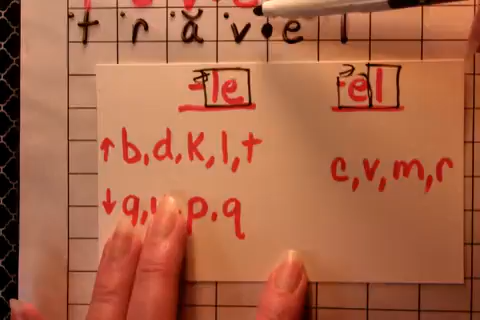 ·t·r·ă·v·e l
-le -el
↑b,d,k,l,t
c,v,m,r
↓g, p.q